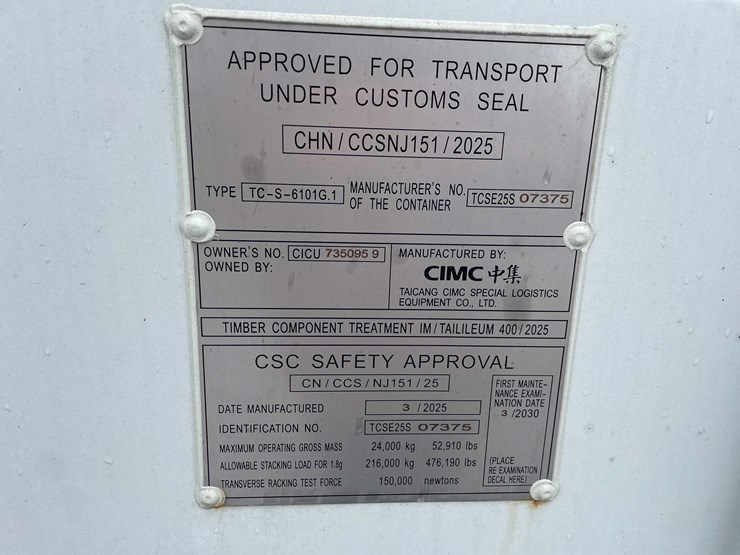 APPROVED FOR TRANSPORT
UNDER CUSTOMS SEAL
CHN/CCSNJ151/2025
TYPE TC-S-6101G.1
MANUFACTURER'S NO.
OF THE CONTAINER
TCSE25S 07375
OWNER'S NO. CICU 735095 9
OWNED BY:
MANUFACTURED BY:
CIMC 中集
TAICANG CIMC SPECIAL LOGISTICS
EQUIPMENT CO., LTD.
TIMBER COMPONENT TREATMENT IM/TAILILEUM 400/2025
CSC SAFETY APPROVAL
CN/CCS/NJ151/25
DATE MANUFACTURED 3 /2025
IDENTIFICATION NO. TCSE25S 07375
MAXIMUM OPERATING GROSS MASS 24,000 kg 52,910 lbs
ALLOWABLE STACKING LOAD FOR 1.8g 216,000 kg 476,190 lbs
TRANSVERSE RACKING TEST FORCE 150,000 newtons
FIRST MAINTE-
NANCE EXAMI-
NATION DATE
3 /2030
(PLACE
RE EXAMINATION
DECAL HERE)